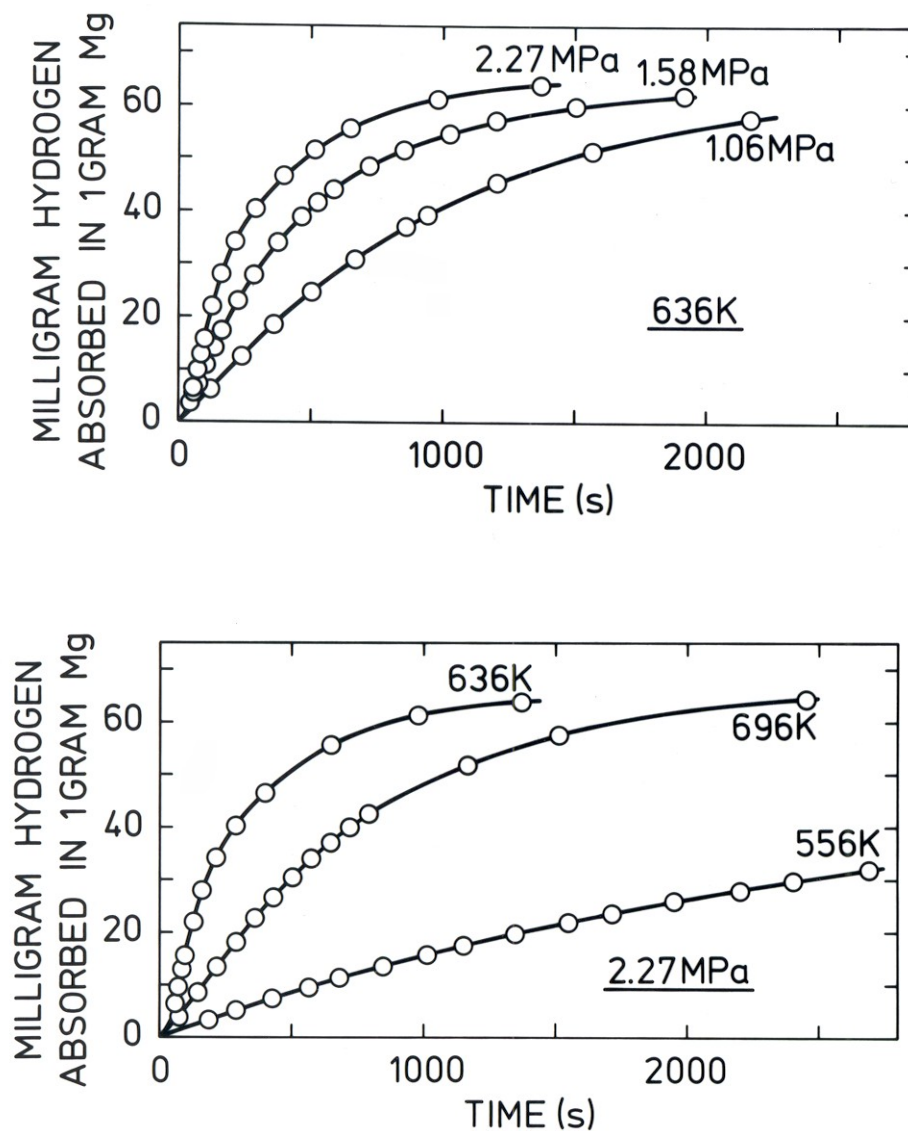 MILLIGRAM HYDROGEN
ABSORBED IN 1GRAM Mg
60
40
20
0
2.27MPa
1.58MPa
1.06MPa
636K
0
1000
2000
TIME (s)
MILLIGRAM HYDROGEN
ABSORBED IN 1GRAM Mg
60
40
20
0
636K
696K
556K
2.27MPa
0
1000
2000
TIME (s)